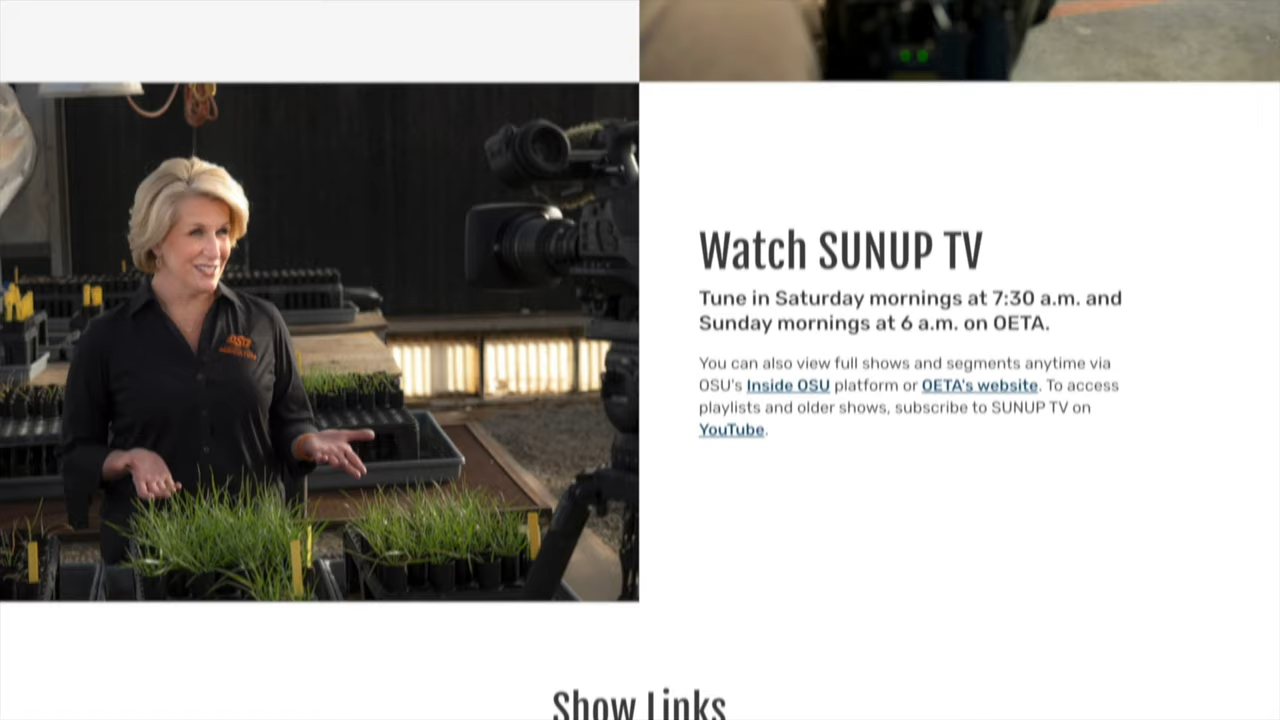 OSU
AGRICULTURE
Watch SUNUP TV
Tune in Saturday mornings at 7:30 a.m. and
Sunday mornings at 6 a.m. on OETA.
You can also view full shows and segments anytime via
OSU's Inside OSU platform or OETA's website. To access
playlists and older shows, subscribe to SUNUP TV on
YouTube.
Show Links